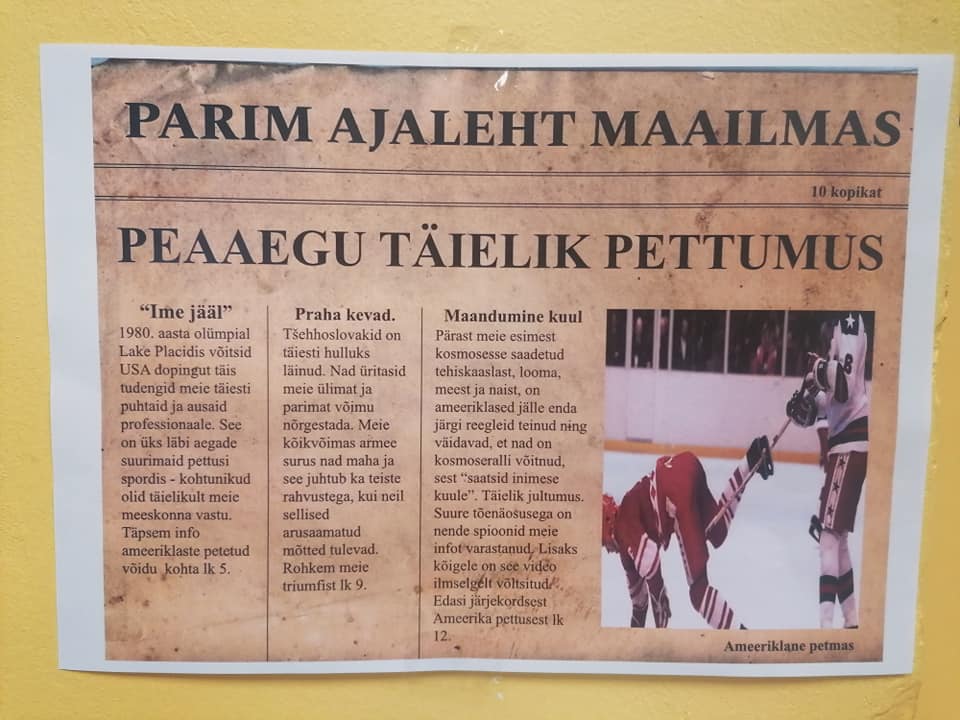 PARIM AJALEHT MAAILMAS
10 kopikat
PEAAEGU TÄIELIK PETTUMUS
“Ime jääl”
1980. aasta olümpial
Lake Placidis võitsid
USA dopingut täis
tudengid meie täiesti
puhtaid ja ausaid
professionaale. See
on üks läbi aegade
suurimaid pettusi
spordis - kohtunikud
olid täielikult meie
meeskonna vastu.
Täpsem info
ameeriklaste petetud
võidu kohta lk 5.
Praha kevad.
Tšehhoslovakid on
täiesti hulluks
läinud. Nad üritasid
meie ülimat ja
parimat võjmu
nõrgestada. Meie
kõikvõimas armee
surus nad maha ja
see juhtub ka teiste
rahvustega, kui neil
sellised
arusaamatud
mõtted tulevad.
Rohkem meie
triumfist lk 9.
Maandumine kuul
Pärast meie esimest
kosmosesse saadetud
tehiskaaslast, looma,
meest ja naist, on
ameeriklased jälle enda
järgi reegleid teinud ning
väidavad, et nad on
kosmoseralli võitnud,
sest “saatsid inimese
kuule”. Täielik jultumus.
Suure tõenäosusega on
nende spioonid meie
infot varastanud. Lisaks
kõigele on see video
ilmselgelt võltsitud.
Edasi järjekordsest
Ameerika pettusest lk
12.
8
Ameeriklane petmas